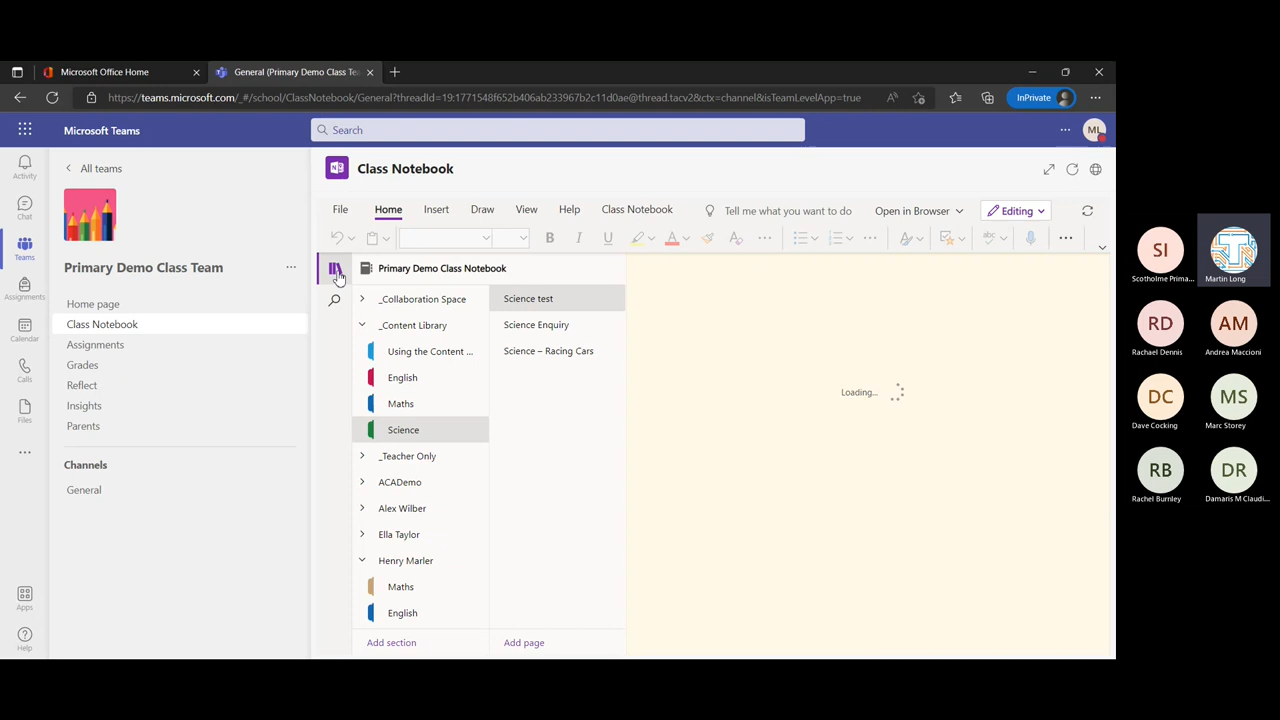 Microsoft Office Home
General (Primary Demo Class Tea
https://teams.microsoft.com/_#/school/ClassNotebook/General?threadId=19:1771548f652b406ab233967b2c11d0ae@thread.tacv2&ctx=channel&isTeamLevelApp=true
InPrivate
Microsoft Teams
Search
ML
Activity
Chat
Teams
Assignments
Calendar
Calls
Files
Apps
Help
All teams
Primary Demo Class Team
Home page
Class Notebook
Assignments
Grades
Reflect
Insights
Parents
Channels
General
Class Notebook
File Home Insert Draw View Help Class Notebook Tell me what you want to do Open in Browser Editing
B I U A
Primary Demo Class Notebook
_Collaboration Space
_Content Library
Using the Content ...
English
Maths
Science
_Teacher Only
ACADemo
Alex Wilber
Ella Taylor
Henry Marler
Maths
English
Add section
Science test
Science Enquiry
Science – Racing Cars
Add page
Loading...
SI
Scotholme Prima...
Martin Long
RD
Rachael Dennis
AM
Andrea Maccioni
DC
Dave Cocking
MS
Marc Storey
RB
Rachel Burnley
DR
Damaris M Claudi...